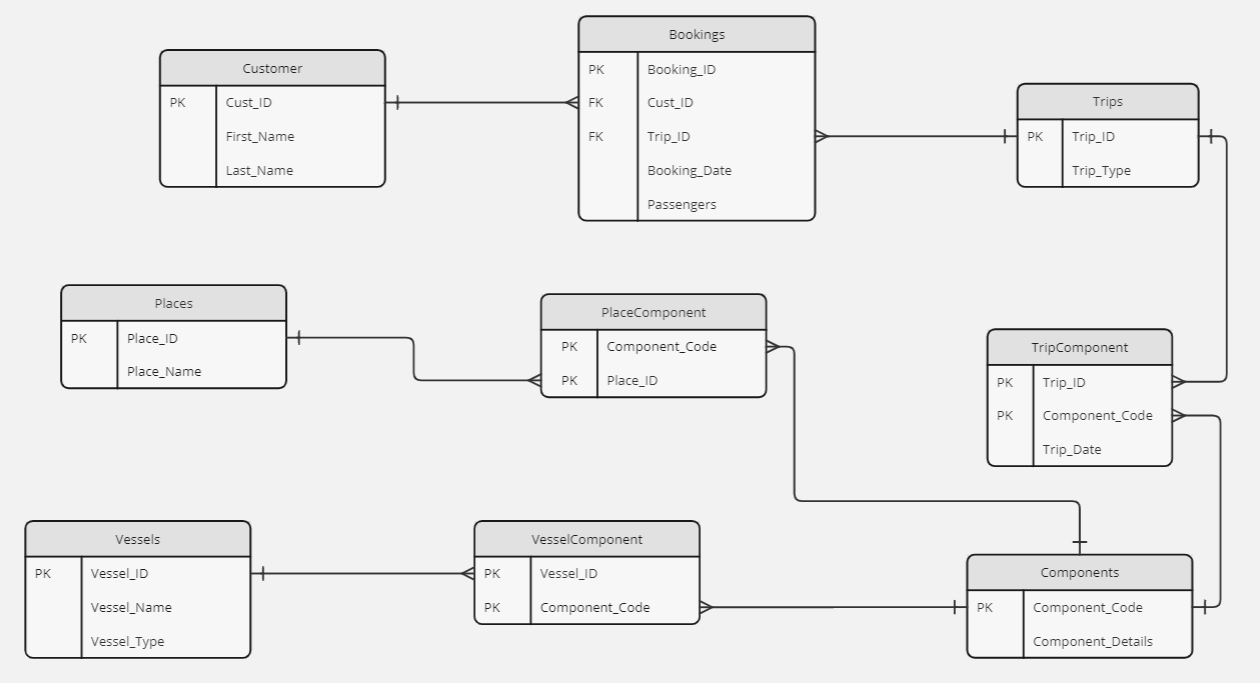 Customer
PK Cust_ID
First_Name
Last_Name
Bookings
PK Booking_ID
FK Cust_ID
FK Trip_ID
Booking_Date
Passengers
Trips
PK Trip_ID
Trip_Type
Places
PK Place_ID
Place_Name
PlaceComponent
PK Component_Code
PK Place_ID
TripComponent
PK Trip_ID
PK Component_Code
Trip_Date
Vessels
PK Vessel_ID
Vessel_Name
Vessel_Type
VesselComponent
PK Vessel_ID
PK Component_Code
Components
PK Component_Code
Component_Details